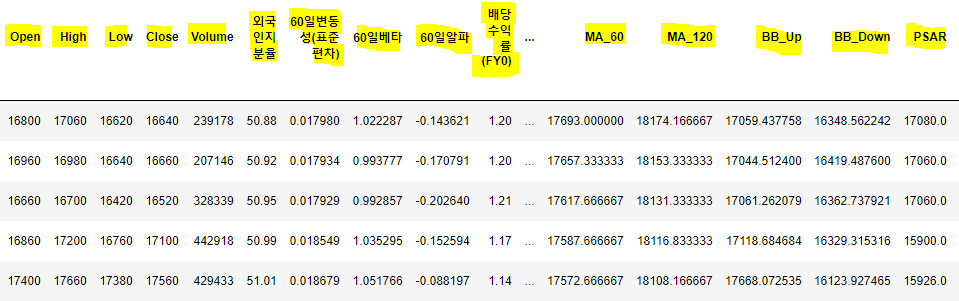 Open High Low Close Volume 외국인지분율 60일변동성(표준편차) 60일베타 60일알파 배당수익률(FY0) ... MA_60 MA_120 BB_Up BB_Down PSAR
16800 17060 16620 16640 239178 50.88 0.017980 1.022287 -0.143621 1.20 ... 17693.000000 18174.166667 17059.437758 16348.562242 17080.0
16960 16980 16640 16660 207146 50.92 0.017934 0.993777 -0.170791 1.20 ... 17657.333333 18153.333333 17044.512400 16419.487600 17060.0
16660 16700 16420 16520 328339 50.95 0.017929 0.992857 -0.202640 1.21 ... 17617.666667 18131.333333 17061.262079 16362.737921 17060.0
16860 17200 16760 17100 442918 50.99 0.018549 1.035295 -0.152594 1.17 ... 17587.666667 18116.833333 17118.684684 16329.315316 15900.0
17400 17660 17380 17560 429433 51.01 0.018679 1.051766 -0.088197 1.14 ... 17572.666667 18108.166667 17668.072535 16123.927465 15926.0